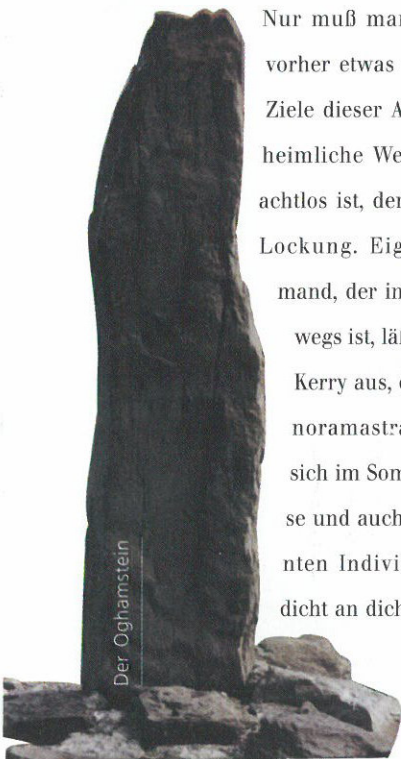 Nur muß man
vorher etwas
Ziele dieser A
heimliche We
achtlos ist, der
Lockung. Eig
mand, der in
wegs ist, läß
Kerry aus,
noramastra
sich im Som
se und auch
nten Indivi
dicht an dich
Der Oghamstein